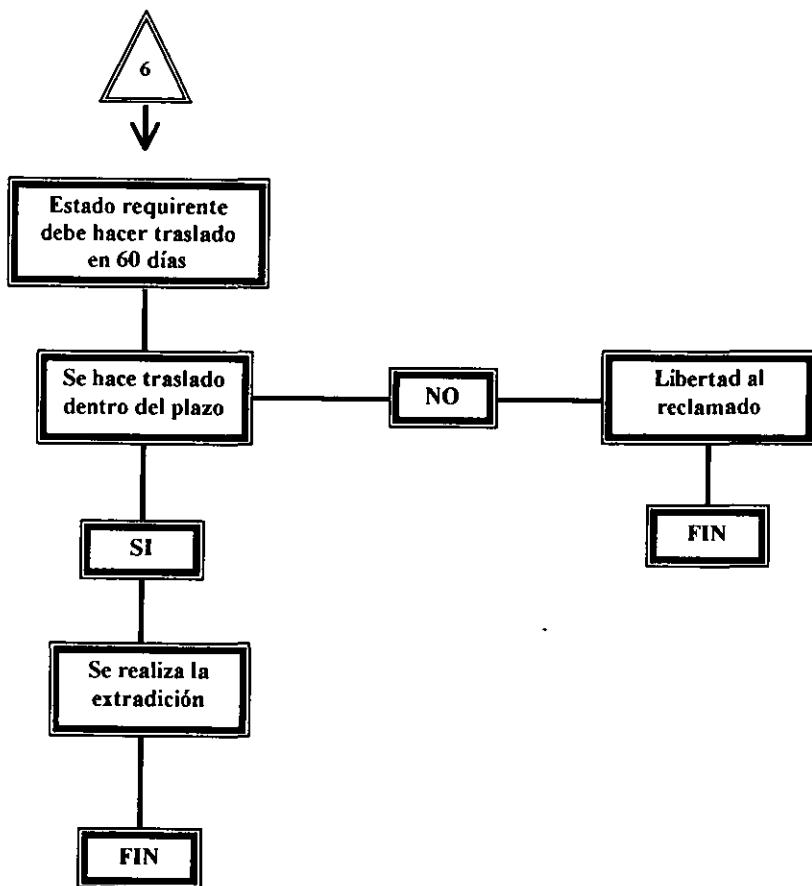 6
Estado requirente
debe hacer traslado
en 60 días
Se hace traslado
dentro del plazo
NO
Libertad al
reclamado
SI
FIN
Se realiza la
extradición
FIN